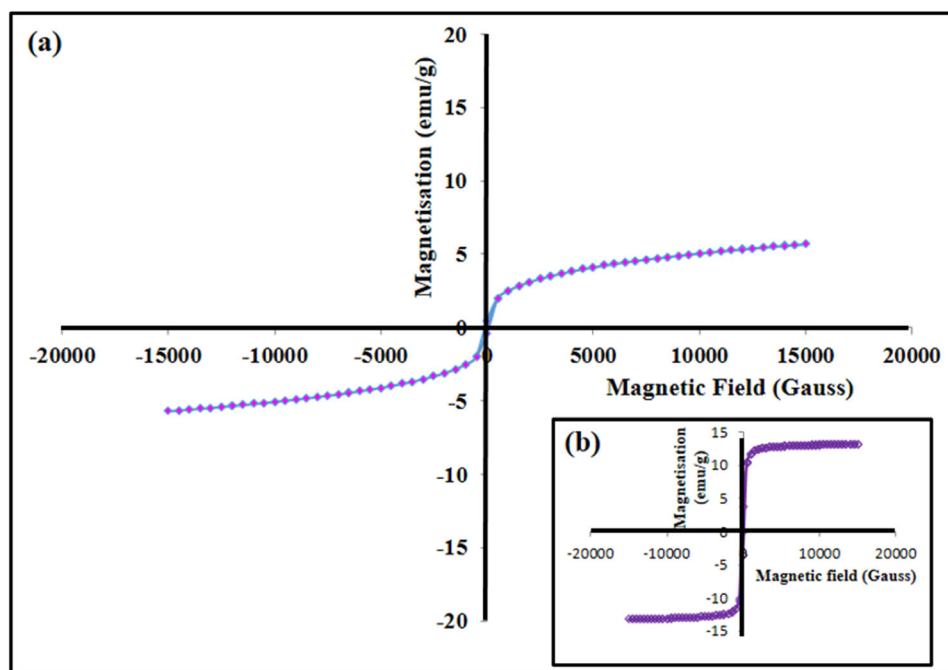 (a)
Magnetisation (emu/g)
20
15
10
5
0
-5
-10
-15
-20
-20000 -15000 -10000 -5000 0 5000 10000 15000 20000
Magnetic Field (Gauss)
(b)
Magnetisation
(emu/g)
15
10
5
0
-5
-10
-15
-20000 -10000 0 10000 20000
Magnetic field (Gauss)